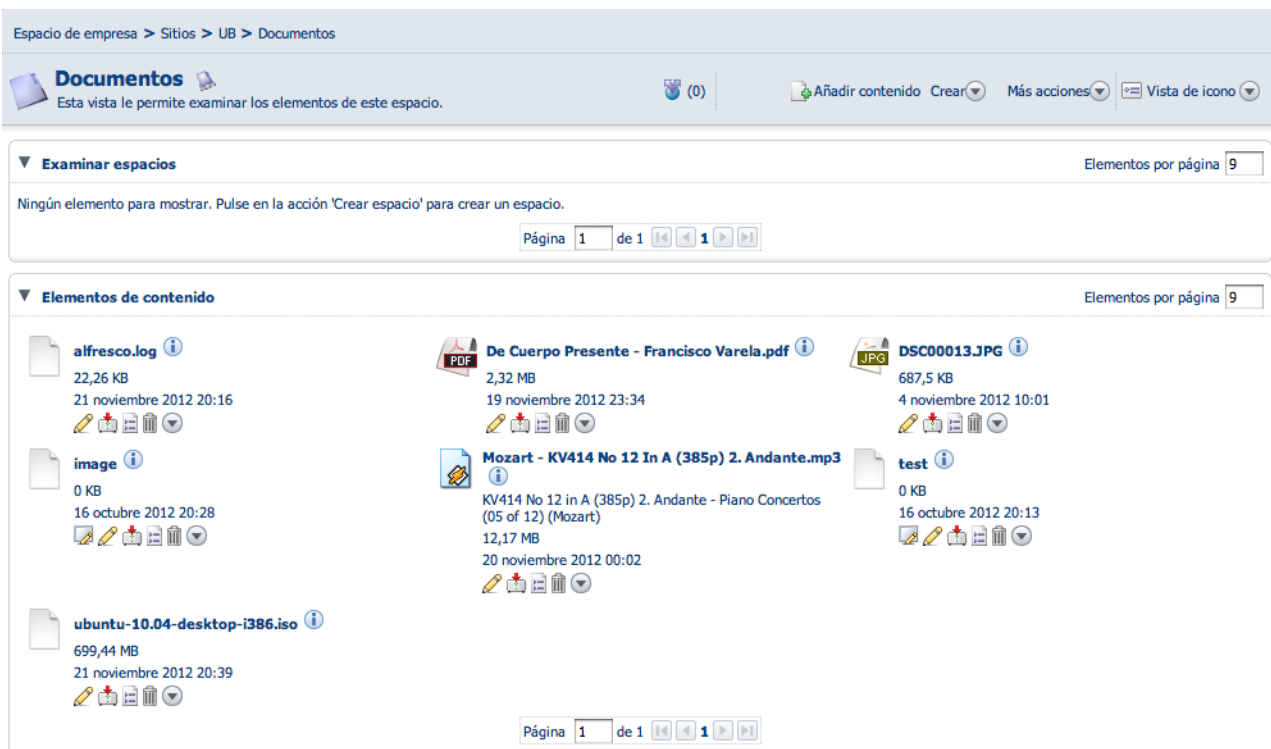 Espacio de empresa > Sitios > UB > Documentos
Documentos
Esta vista le permite examinar los elementos de este espacio.
(0)
Añadir contenido Crear Más acciones Vista de icono
Examinar espacios
Elementos por página 9
Ningún elemento para mostrar. Pulse en la acción 'Crear espacio' para crear un espacio.
Página 1 de 1 1
Elementos de contenido
Elementos por página 9
alfresco.log
22,26 KB
21 noviembre 2012 20:16
PDF
De Cuerpo Presente - Francisco Varela.pdf
2,32 MB
19 noviembre 2012 23:34
JPG
DSC00013.JPG
687,5 KB
4 noviembre 2012 10:01
image
0 KB
16 octubre 2012 20:28
Mozart - KV414 No 12 In A (385p) 2. Andante.mp3
KV414 No 12 in A (385p) 2. Andante - Piano Concertos
(05 of 12) (Mozart)
12,17 MB
20 noviembre 2012 00:02
test
0 KB
16 octubre 2012 20:13
ubuntu-10.04-desktop-i386.iso
699,44 MB
21 noviembre 2012 20:39
Página 1 de 1 1